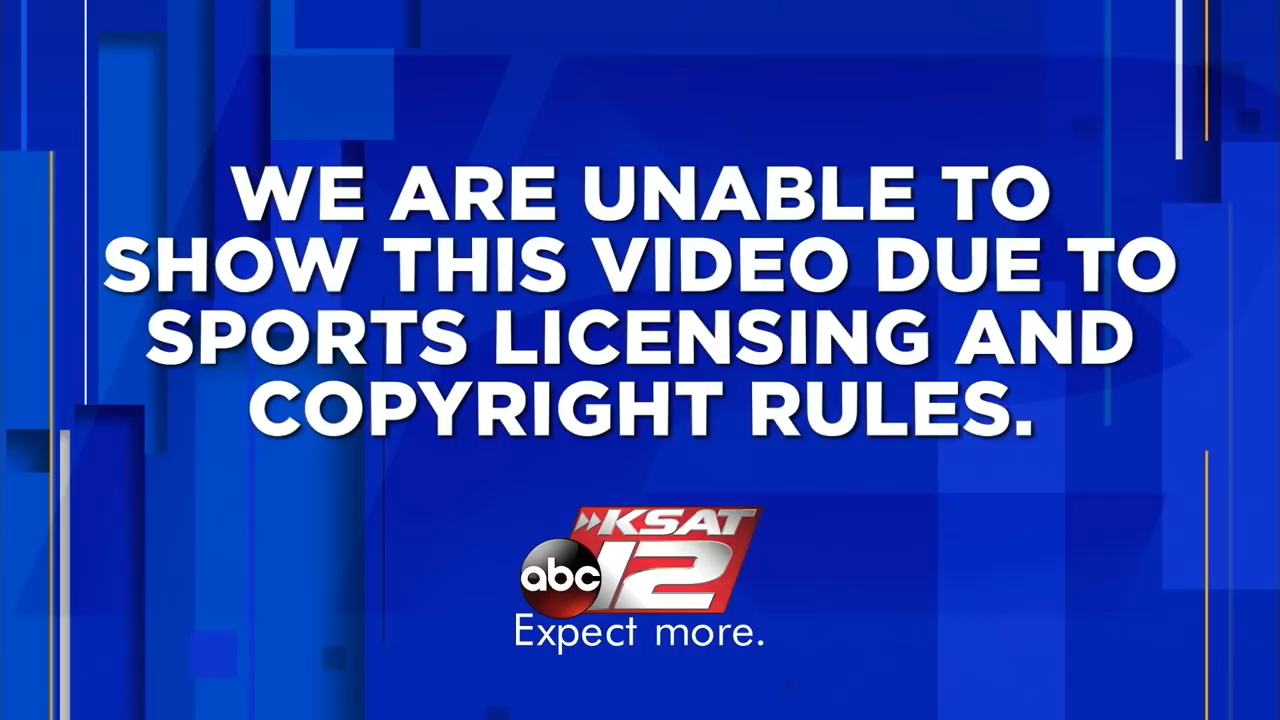 WE ARE UNABLE TO
SHOW THIS VIDEO DUE TO
SPORTS LICENSING AND
COPYRIGHT RULES.
KSAT
abc 12
Expect more.